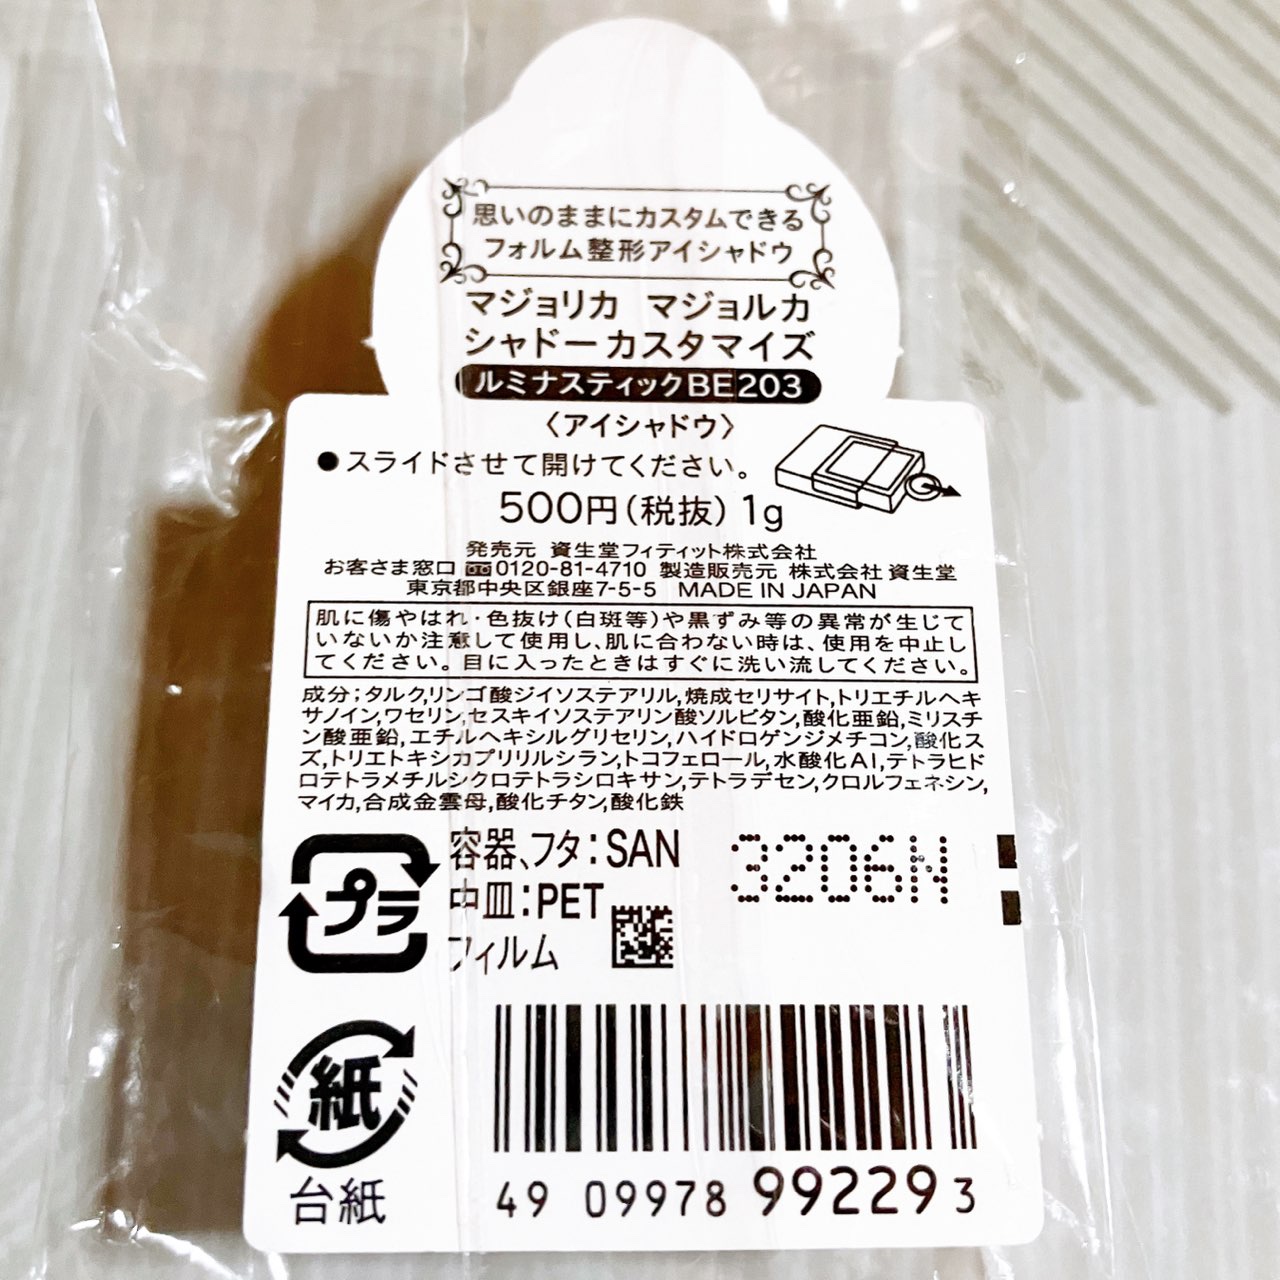 思いのままにカスタムできる
フォルム整形アイシャドウ
マジョリカ マジョルカ
シャドーカスタマイズ
ルミナスティックBE203
〈アイシャドウ〉
●スライドさせて開けてください。
500円(税抜) 1g
発売元 資生堂フィティット株式会社
お客さま窓口 0120-81-4710 製造販売元 株式会社 資生堂
東京都中央区銀座7-5-5 MADE IN JAPAN
肌に傷やはれ・色抜け(白斑等)や黒ずみ等の異常が生じて
いないか注意して使用し、肌に合わない時は、使用を中止し
てください。目に入ったときはすぐに洗い流してください。
成分;タルク,リンゴ酸ジイソステアリル,焼成セリサイト,トリエチルヘキ
サノイン,ワセリン,セスキイソステアリン酸ソルビタン,酸化亜鉛,ミリスチ
ン酸亜鉛,エチルヘキシルグリセリン,ハイドロゲンジメチコン,酸化ス
ズ,トリエトキシカプリリルシラン,トコフェロール,水酸化Al,テトラヒド
ロテトラメチルシクロテトラシロキサン,テトラデセン,クロルフェネシン,
マイカ,合成金雲母,酸化チタン,酸化鉄
プラ
容器、フタ:SAN
中皿:PET
フィルム
3206N
紙
台紙
49 09978 99229 3